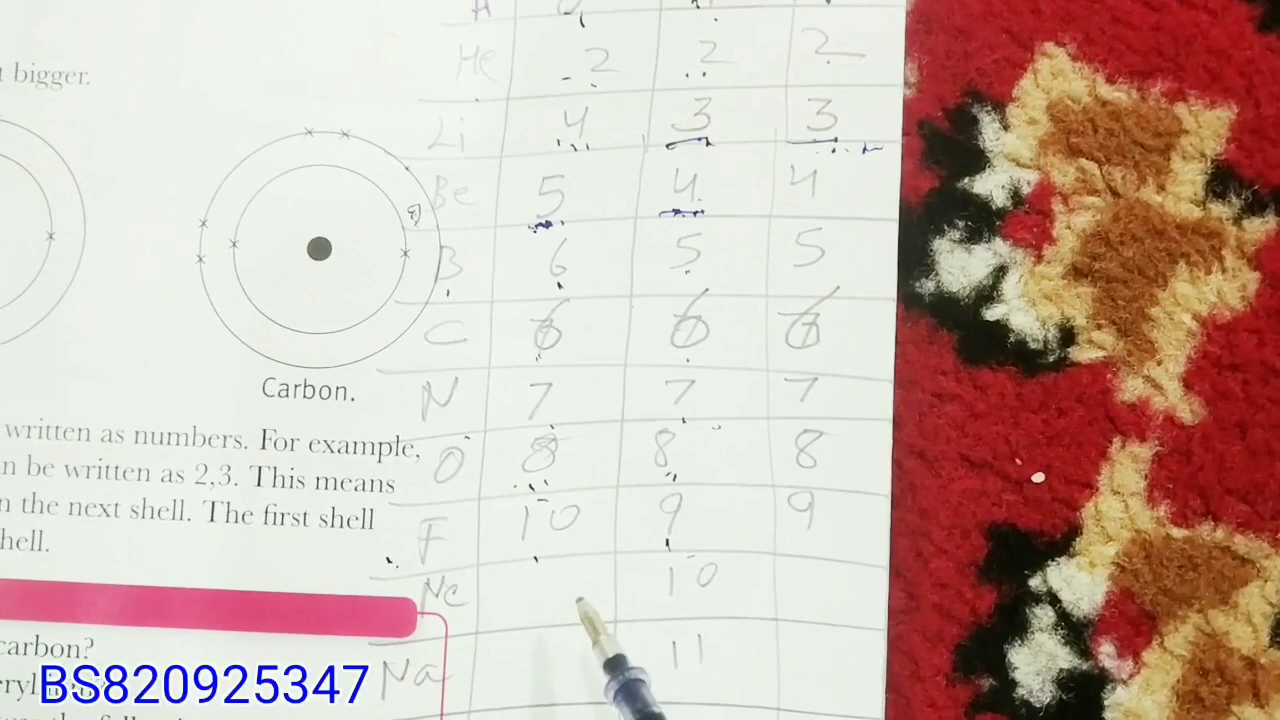 bigger.
He 2 2 2
Li 4 3 3
Be 5 4 4
B 6 5 5
C 6 6 6
Carbon.
N 7 7 7
written as numbers. For example,
O 8 8 8
n be written as 2,3. This means
n the next shell. The first shell
F 10 9 9
hell.
Ne 10
carbon?
Na 11
BS820925347